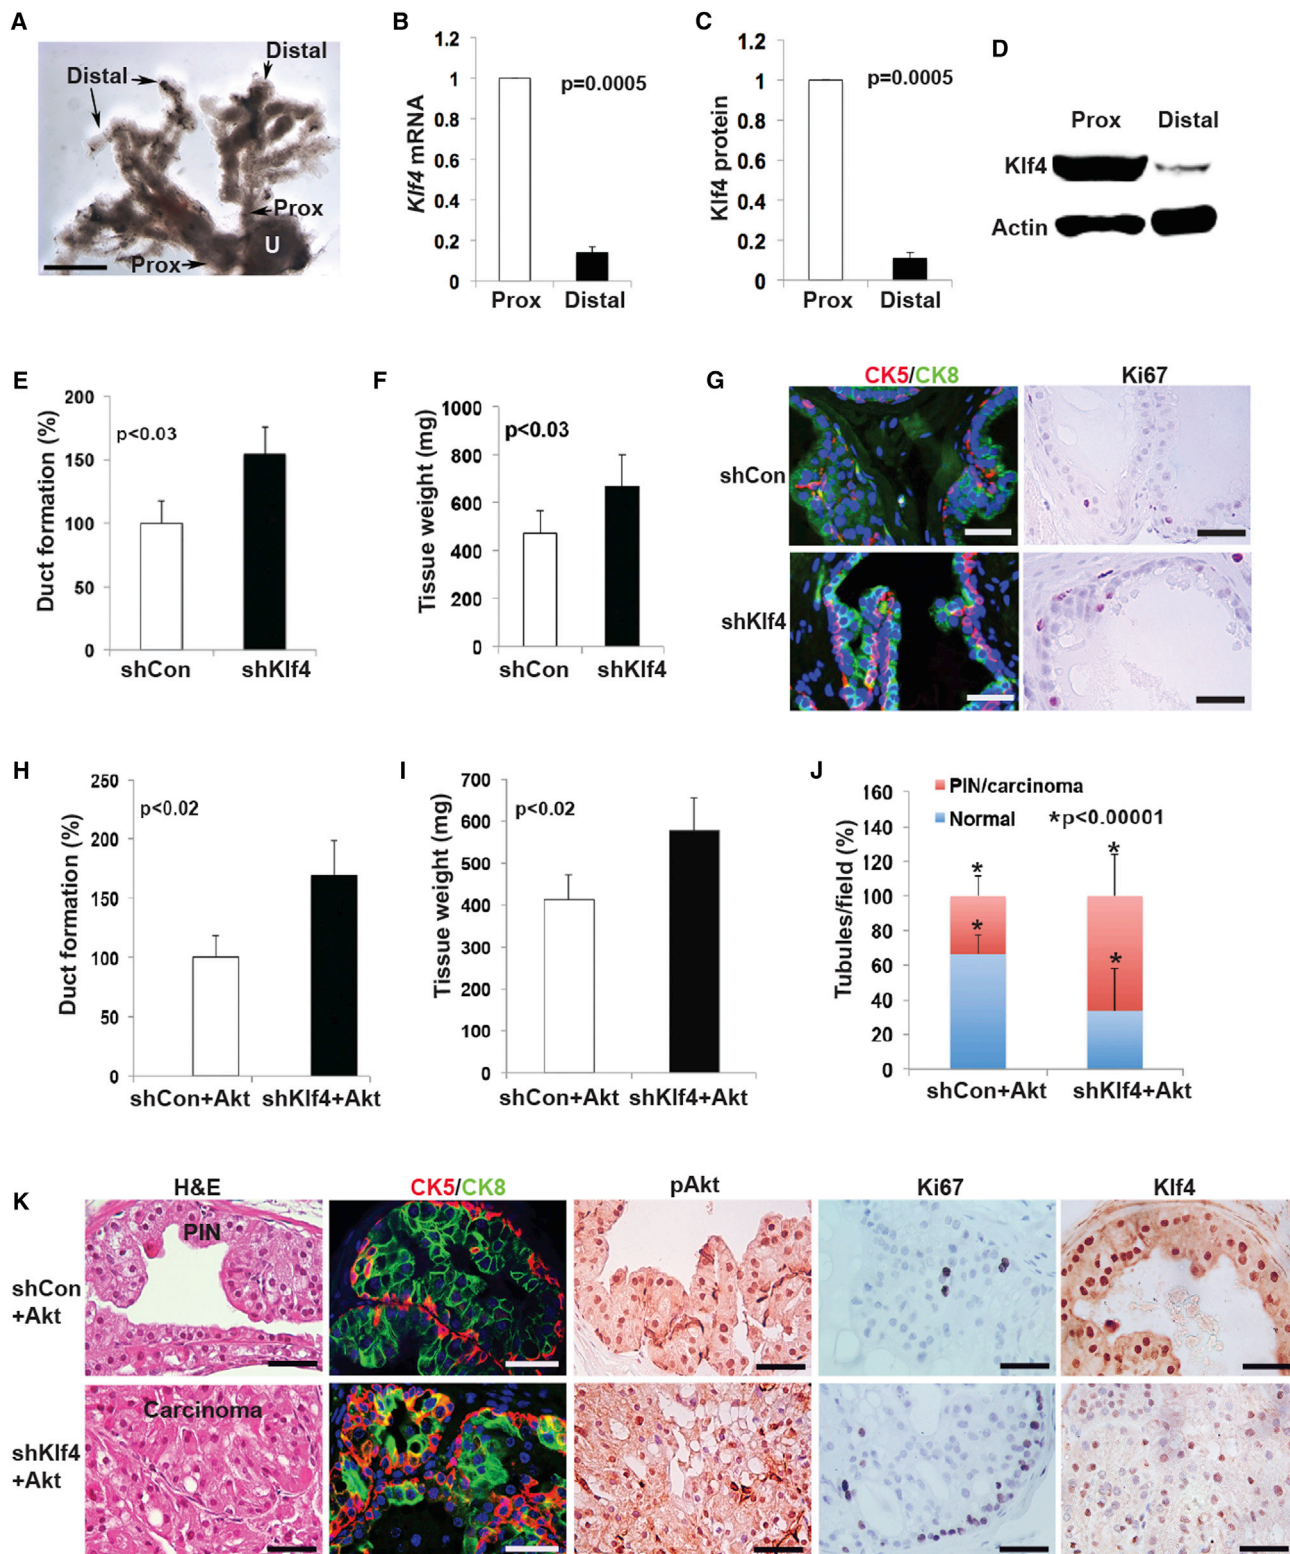 A
Distal
Distal
Prox
U
Prox
B
Klf4 mRNA
1.2
1
0.8
0.6
0.4
0.2
0
p=0.0005
Prox Distal
C
Klf4 protein
1.2
1
0.8
0.6
0.4
0.2
0
p=0.0005
Prox Distal
D
Prox Distal
Klf4
Actin
E
Duct formation (%)
200
150
100
50
0
p<0.03
shCon shKlf4
F
Tissue weight (mg)
1000
800
600
400
200
0
p<0.03
shCon shKlf4
G
CK5/CK8 Ki67
shCon
shKlf4
H
Duct formation (%)
250
200
150
100
50
0
p<0.02
shCon+Akt shKlf4+Akt
I
Tissue weight (mg)
700
600
500
400
300
200
100
0
p<0.02
shCon+Akt shKlf4+Akt
J
PIN/carcinoma
Normal *p<0.00001
Tubules/field (%)
160
140
120
100
80
60
40
20
0
*
*
*
*
shCon+Akt shKlf4+Akt
K
H&E CK5/CK8 pAkt Ki67 Klf4
shCon
+Akt
PIN
shKlf4
+Akt
Carcinoma